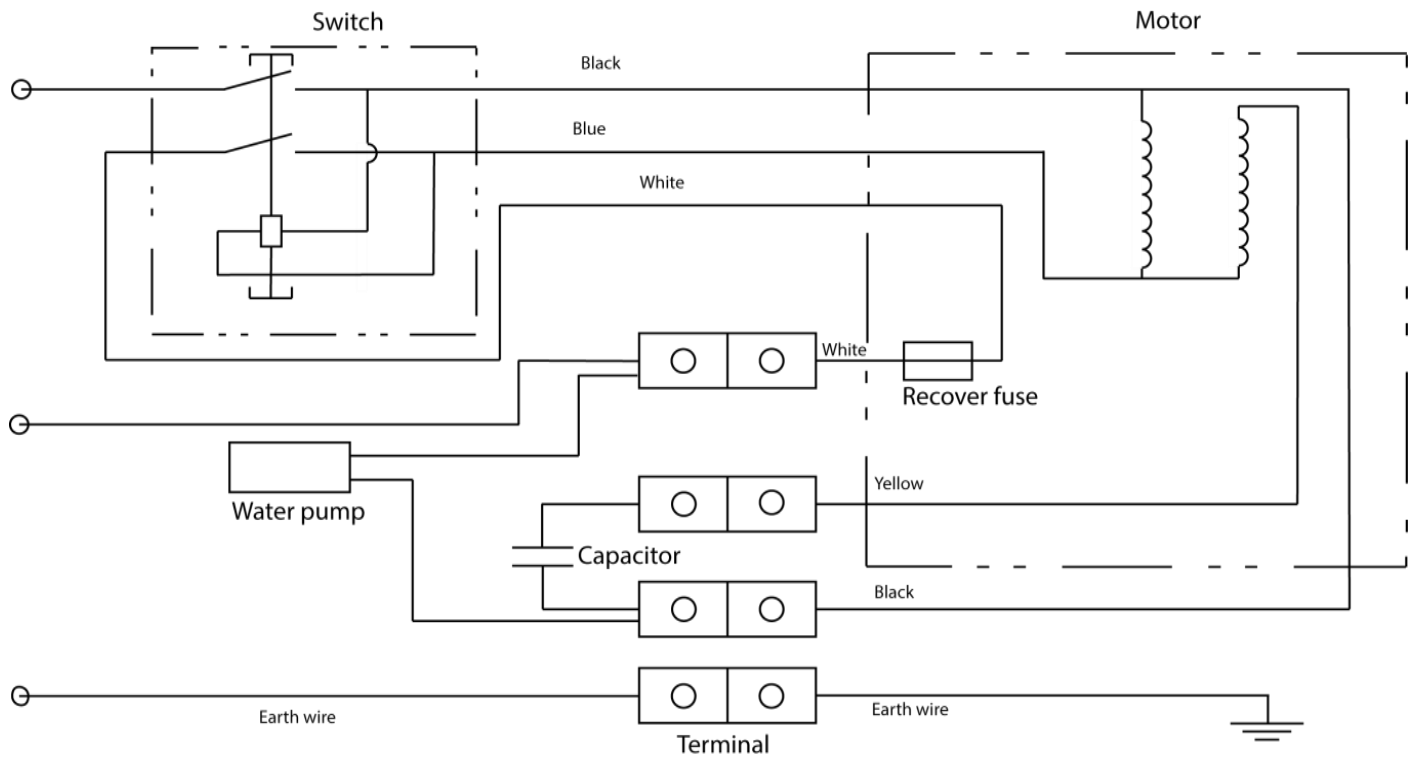 Switch
Motor
Black
Blue
White
White
Recover fuse
Yellow
Water pump
Capacitor
Black
Earth wire
Earth wire
Terminal